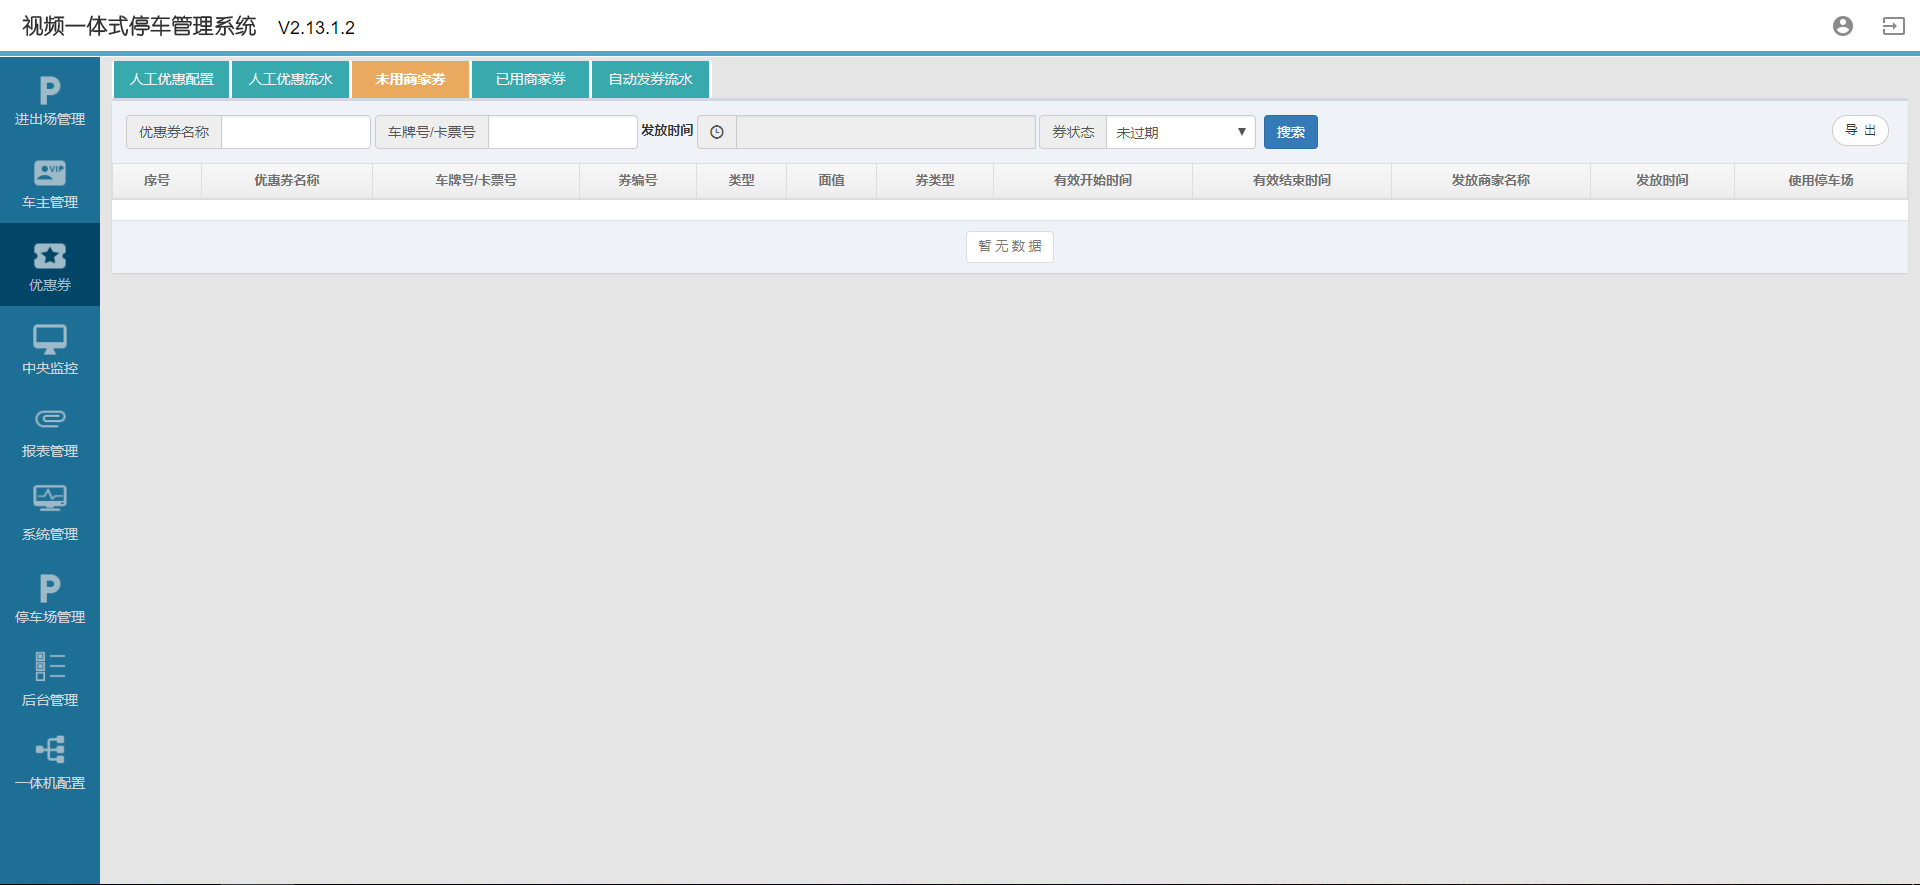 视频一体式停车管理系统 V2.13.1.2
人工优惠配置 人工优惠流水 未用商家券 已用商家券 自动发券流水
优惠券名称 车牌号/卡票号 发放时间 券状态 未过期 搜索 导 出
序号 优惠券名称 车牌号/卡票号 券编号 类型 面值 券类型 有效开始时间 有效结束时间 发放商家名称 发放时间 使用停车场
暂 无 数 据
P
进出场管理
VIP
车主管理
优惠券
中央监控
报表管理
系统管理
P
停车场管理
后台管理
一体机配置